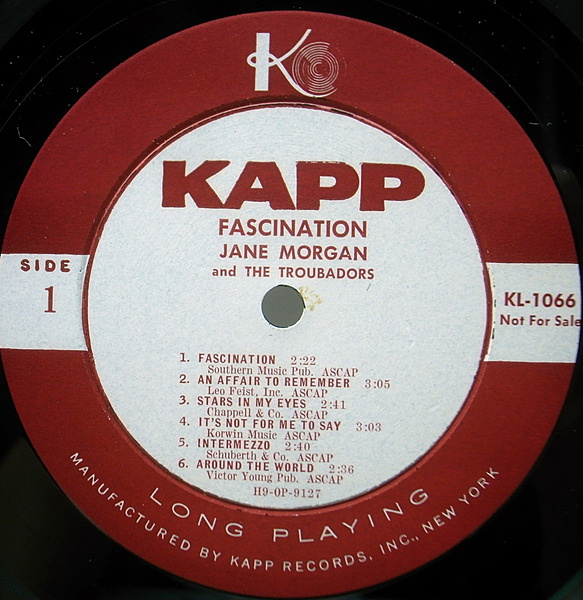 K
KAPP
FASCINATION
JANE MORGAN
and THE TROUBADORS
SIDE
1
KL-1066
Not For Sale
1. FASCINATION 2:22
Southern Music Pub. ASCAP
2. AN AFFAIR TO REMEMBER 3:05
Leo Feist, Inc. ASCAP
3. STARS IN MY EYES 2:41
Chappell & Co. ASCAP
4. IT'S NOT FOR ME TO SAY 3:03
Korwin Music ASCAP
5. INTERMEZZO 2:40
Schuberth & Co. ASCAP
6. AROUND THE WORLD 2:36
Victor Young Pub. ASCAP
H9-OP-9127
LONG PLAYING
MANUFACTURED BY KAPP RECORDS, INC., NEW YORK